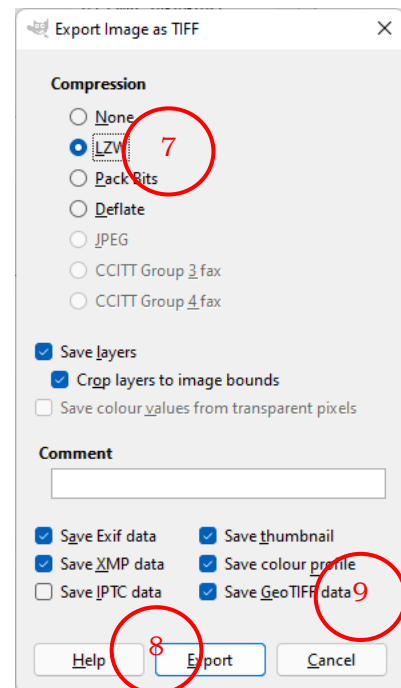 Export Image as TIFF
Compression
None
LZW
7
Pack Bits
Deflate
JPEG
CCITT Group 3 fax
CCITT Group 4 fax
Save layers
Crop layers to image bounds
Save colour values from transparent pixels
Comment
Save Exif data Save thumbnail
Save XMP data Save colour profile
Save IPTC data Save GeoTIFF data 9
8
Help Export Cancel